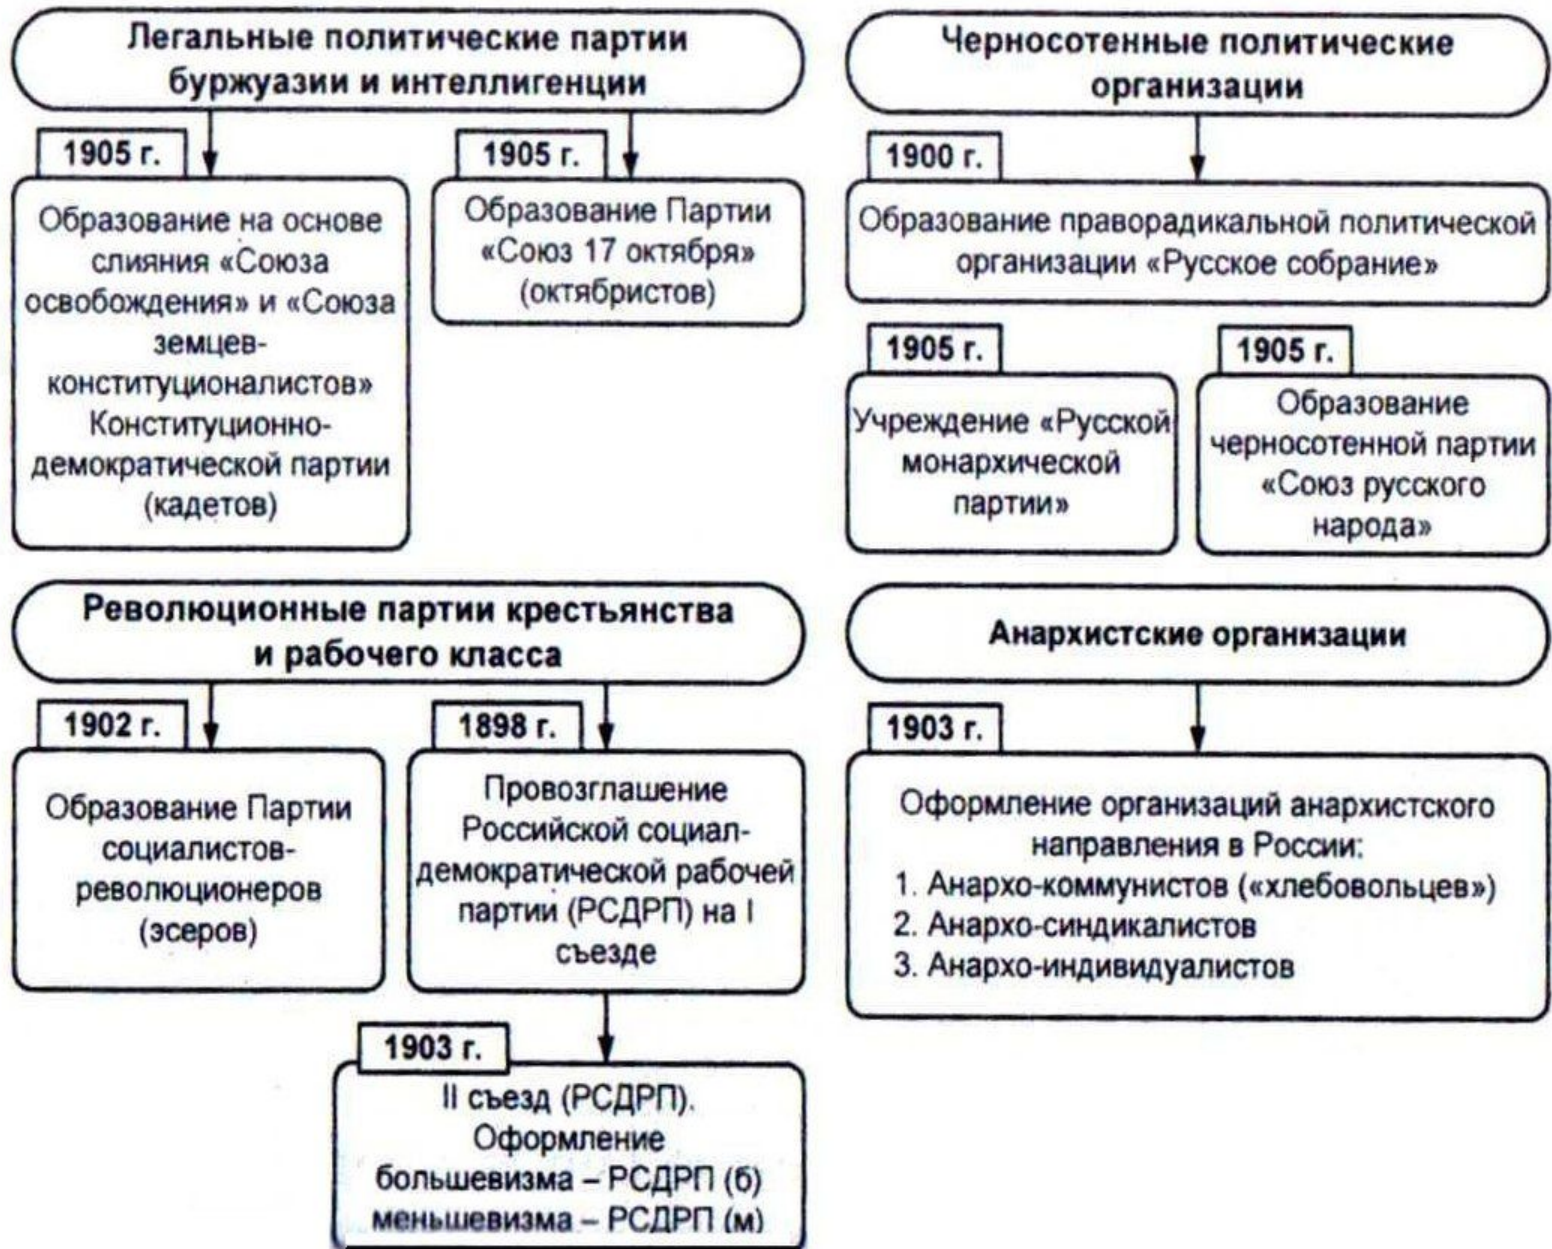 Легальные политические партии
буржуазии и интеллигенции
1905 г.
Образование на основе
слияния «Союза
освобождения» и «Союза
земцев-
конституционалистов»
Конституционно-
демократической партии
(кадетов)
1905 г.
Образование Партии
«Союз 17 октября»
(октябристов)
Черносотенные политические
организации
1900 г.
Образование праворадикальной политической
организации «Русское собрание»
1905 г.
Учреждение «Русской
монархической
партии»
1905 г.
Образование
черносотенной партии
«Союз русского
народа»
Революционные партии крестьянства
и рабочего класса
1902 г.
Образование Партии
социалистов-
революционеров
(эсеров)
1898 г.
Провозглашение
Российской социал-
демократической рабочей
партии (РСДРП) на I
съезде
1903 г.
II съезд (РСДРП).
Оформление
большевизма – РСДРП (б)
меньшевизма – РСДРП (м)
Анархистские организации
1903 г.
Оформление организаций анархистского
направления в России:
1. Анархо-коммунистов («хлебовольцев»)
2. Анархо-синдикалистов
3. Анархо-индивидуалистов